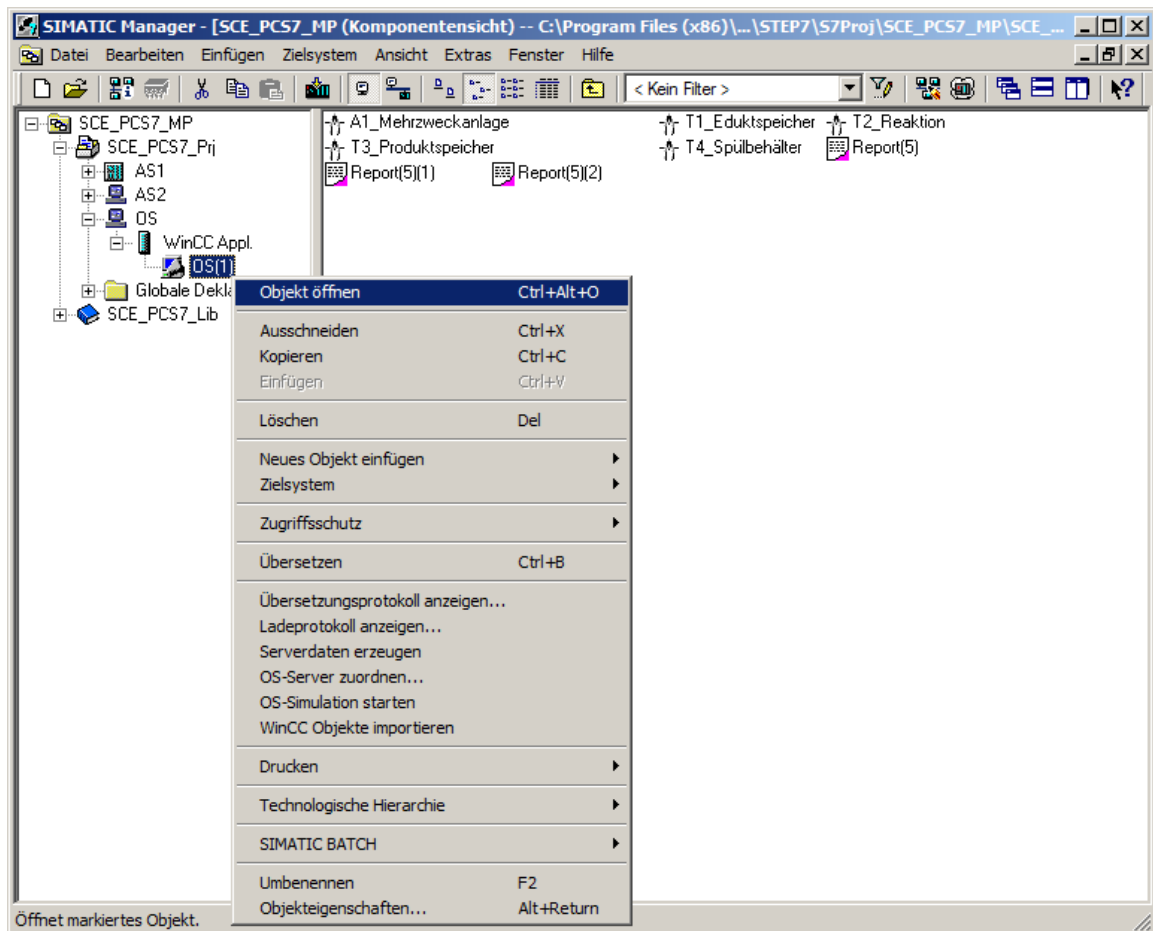 SIMATIC Manager - [SCE_PCS7_MP (Komponentensicht) -- C:\Program Files (x86)\...\STEP7\S7Proj\SCE_PCS7_MP\SCE_...
Datei Bearbeiten Einfügen Zielsystem Ansicht Extras Fenster Hilfe
< Kein Filter >
SCE_PCS7_MP
SCE_PCS7_Prj
AS1
AS2
OS
WinCC Appl.
OS(1)
Globale Dekla
SCE_PCS7_Lib
A1_Mehrzweckanlage T1_Eduktspeicher T2_Reaktion
T3_Produktspeicher T4_Spülbehälter Report(5)
Report(5)(1) Report(5)(2)
Objekt öffnen Ctrl+Alt+O
Ausschneiden Ctrl+X
Kopieren Ctrl+C
Einfügen Ctrl+V
Löschen Del
Neues Objekt einfügen
Zielsystem
Zugriffsschutz
Übersetzen Ctrl+B
Übersetzungsprotokoll anzeigen...
Ladeprotokoll anzeigen...
Serverdaten erzeugen
OS-Server zuordnen...
OS-Simulation starten
WinCC Objekte importieren
Drucken
Technologische Hierarchie
SIMATIC BATCH
Umbenennen F2
Objekteigenschaften... Alt+Return
Öffnet markiertes Objekt.